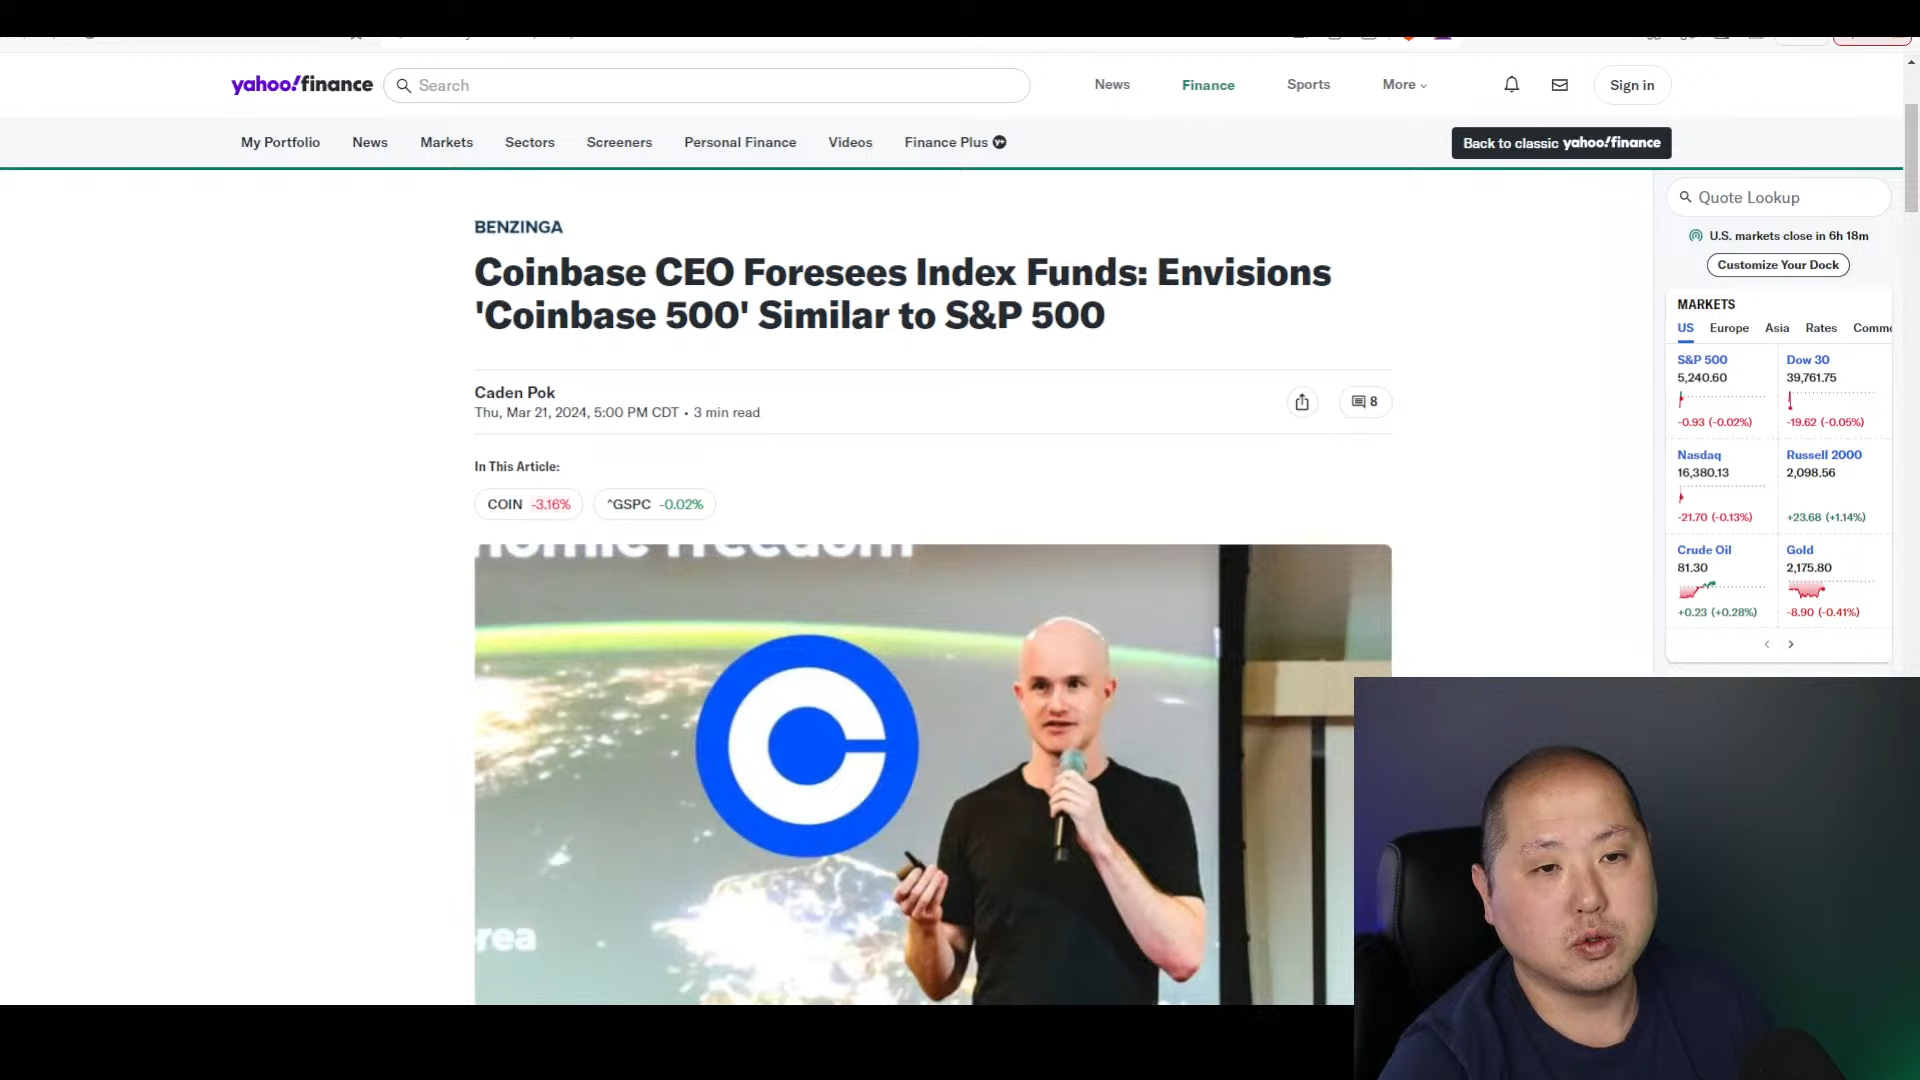 yahoo!finance
Search
News
Finance
Sports
More
Sign in
My Portfolio
News
Markets
Sectors
Screeners
Personal Finance
Videos
Finance Plus
Back to classic yahoo!finance
BENZINGA
Coinbase CEO Foresees Index Funds: Envisions
'Coinbase 500' Similar to S&P 500
Caden Pok
Thu, Mar 21, 2024, 5:00 PM CDT • 3 min read
8
In This Article:
COIN -3.16%
^GSPC -0.02%
nomic freedom
rea
Quote Lookup
U.S. markets close in 6h 18m
Customize Your Dock
MARKETS
US Europe Asia Rates Comm
S&P 500
5,240.60
-0.93 (-0.02%)
Dow 30
39,761.75
-19.62 (-0.05%)
Nasdaq
16,380.13
-21.70 (-0.13%)
Russell 2000
2,098.56
+23.68 (+1.14%)
Crude Oil
81.30
+0.23 (+0.28%)
Gold
2,175.80
-8.90 (-0.41%)